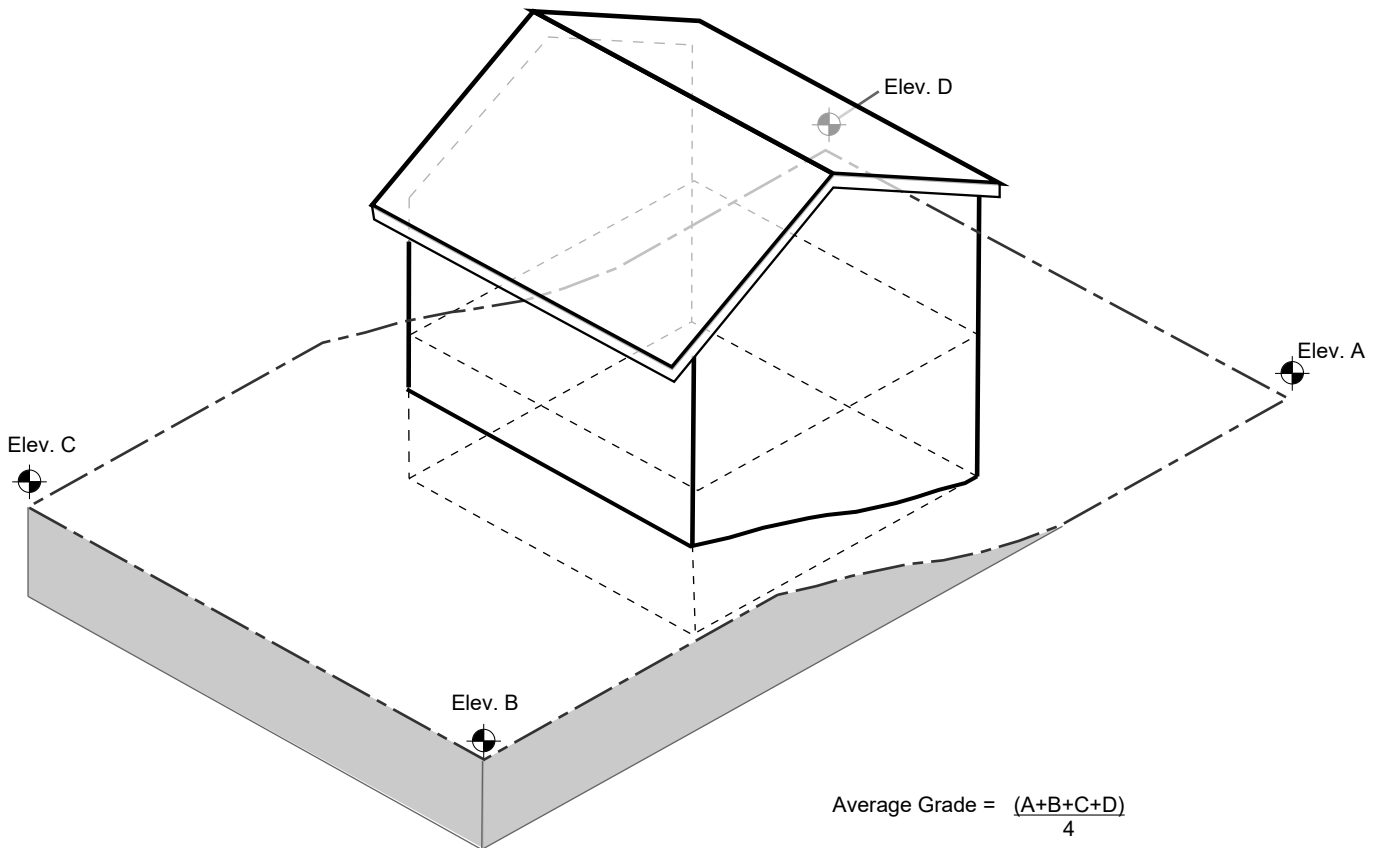 Elev. D
Elev. A
Elev. C
Elev. B
Average Grade = (A+B+C+D)
4